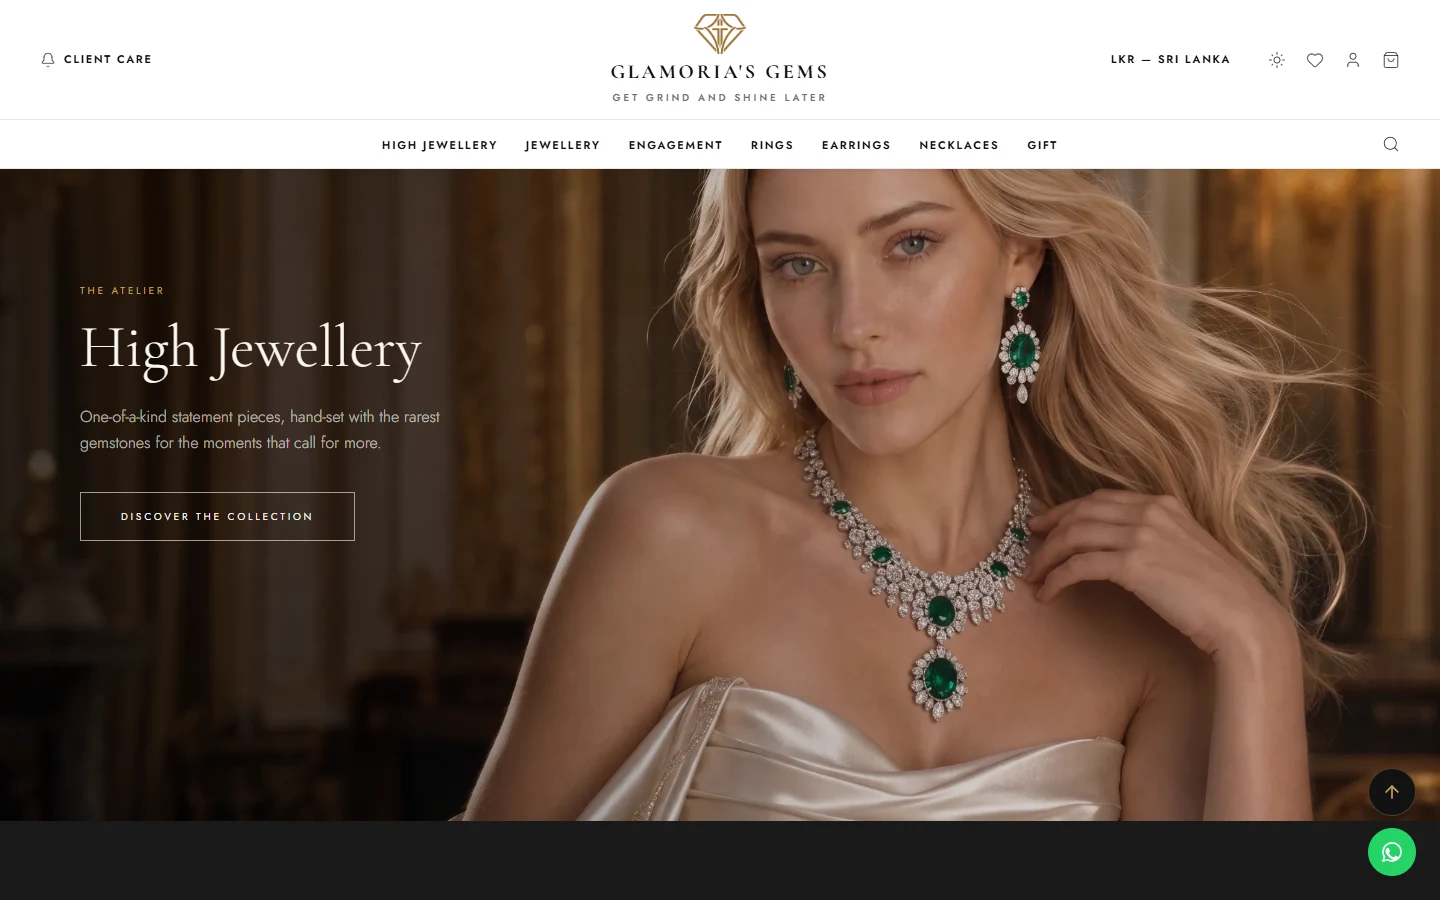 CLIENT CARE
GLAMORIA'S GEMS
GET GRIND AND SHINE LATER
LKR — SRI LANKA
HIGH JEWELLERY
JEWELLERY
ENGAGEMENT
RINGS
EARRINGS
NECKLACES
GIFT
THE ATELIER
High Jewellery
One-of-a-kind statement pieces, hand-set with the rarest
gemstones for the moments that call for more.
DISCOVER THE COLLECTION